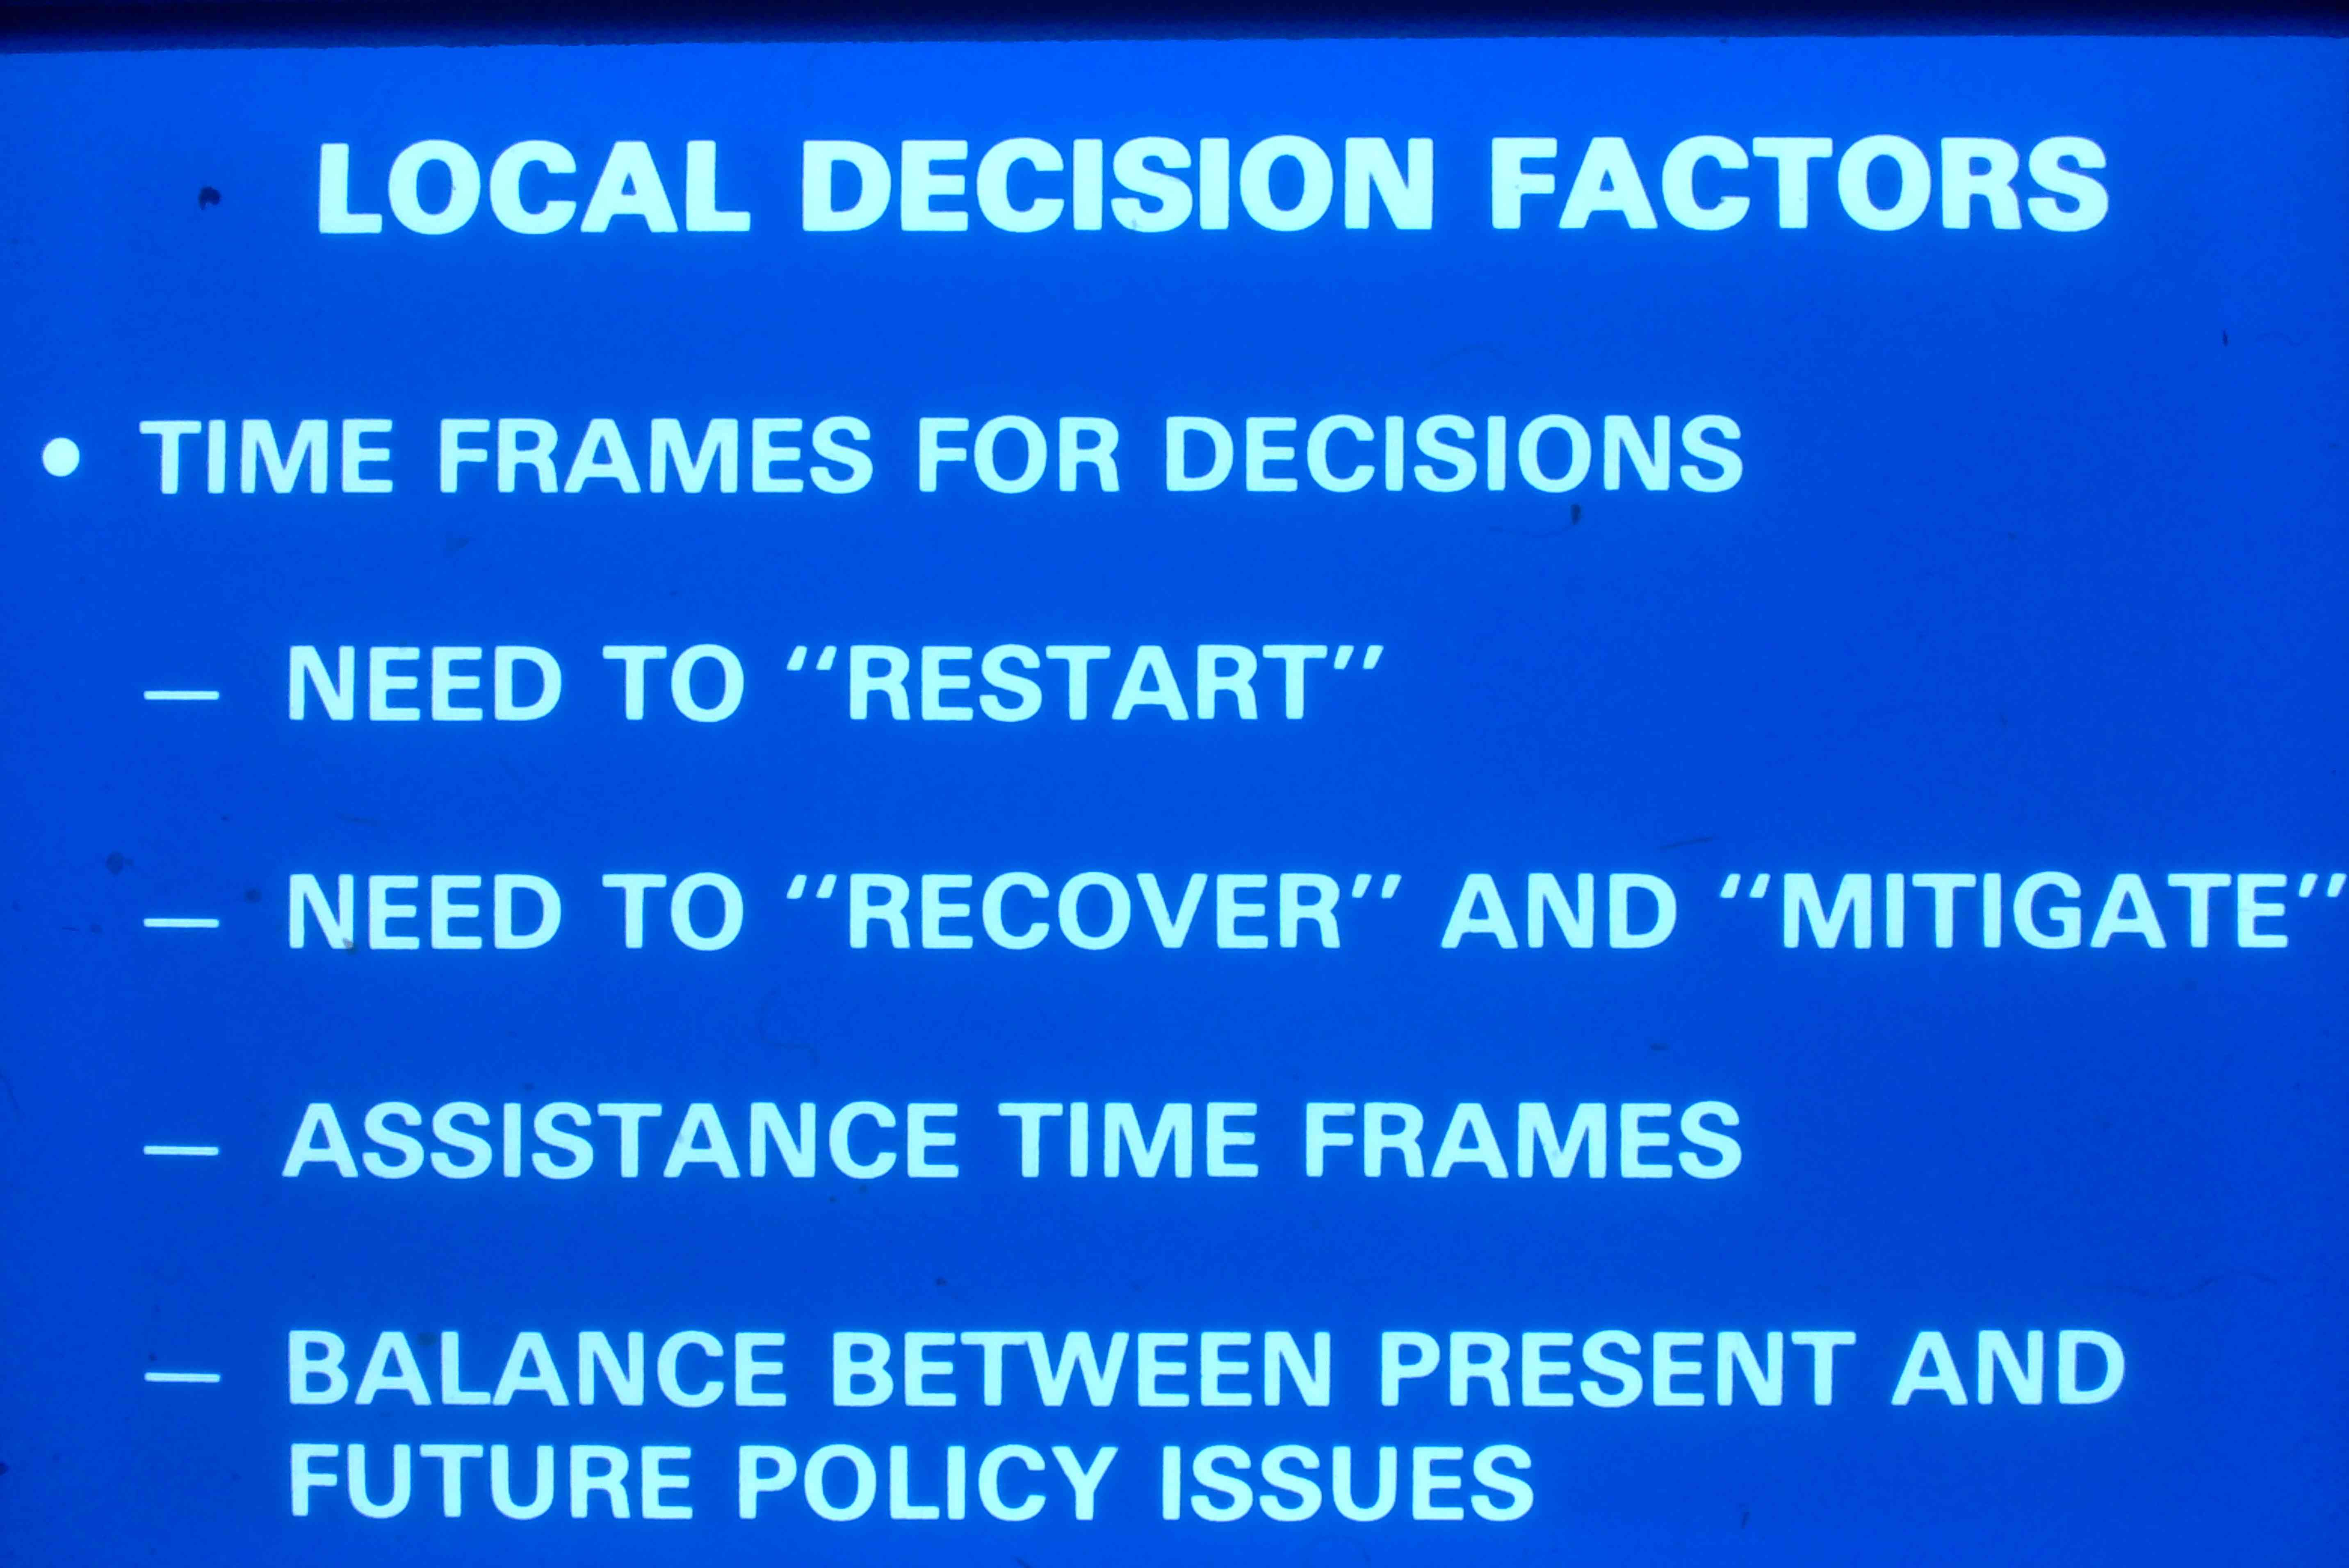 LOCAL DECISION FACTORS
• TIME FRAMES FOR DECISIONS
— NEED TO “RESTART”
— NEED TO “RECOVER” AND “MITIGATE”
— ASSISTANCE TIME FRAMES
— BALANCE BETWEEN PRESENT AND
FUTURE POLICY ISSUES